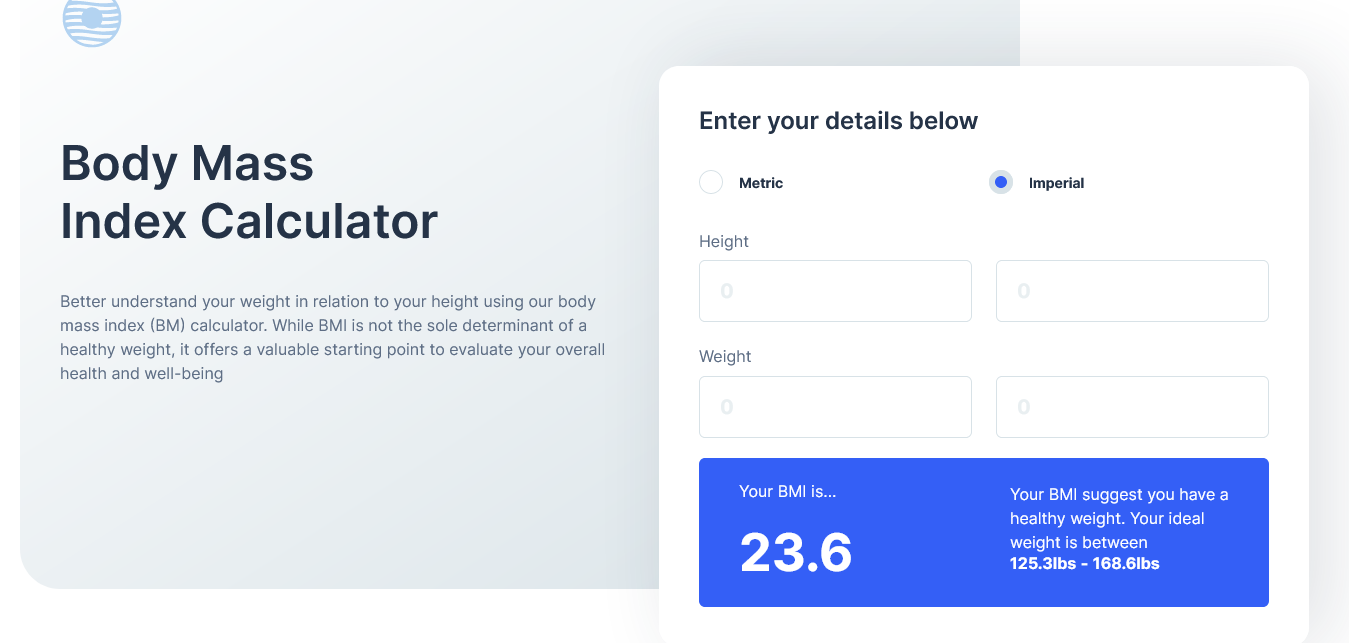 Body Mass
Index Calculator
Better understand your weight in relation to your height using our body
mass index (BM) calculator. While BMI is not the sole determinant of a
healthy weight, it offers a valuable starting point to evaluate your overall
health and well-being
Enter your details below
Metric
Imperial
Height
0
0
Weight
0
0
Your BMI is...
23.6
Your BMI suggest you have a
healthy weight. Your ideal
weight is between
125.3lbs - 168.6lbs